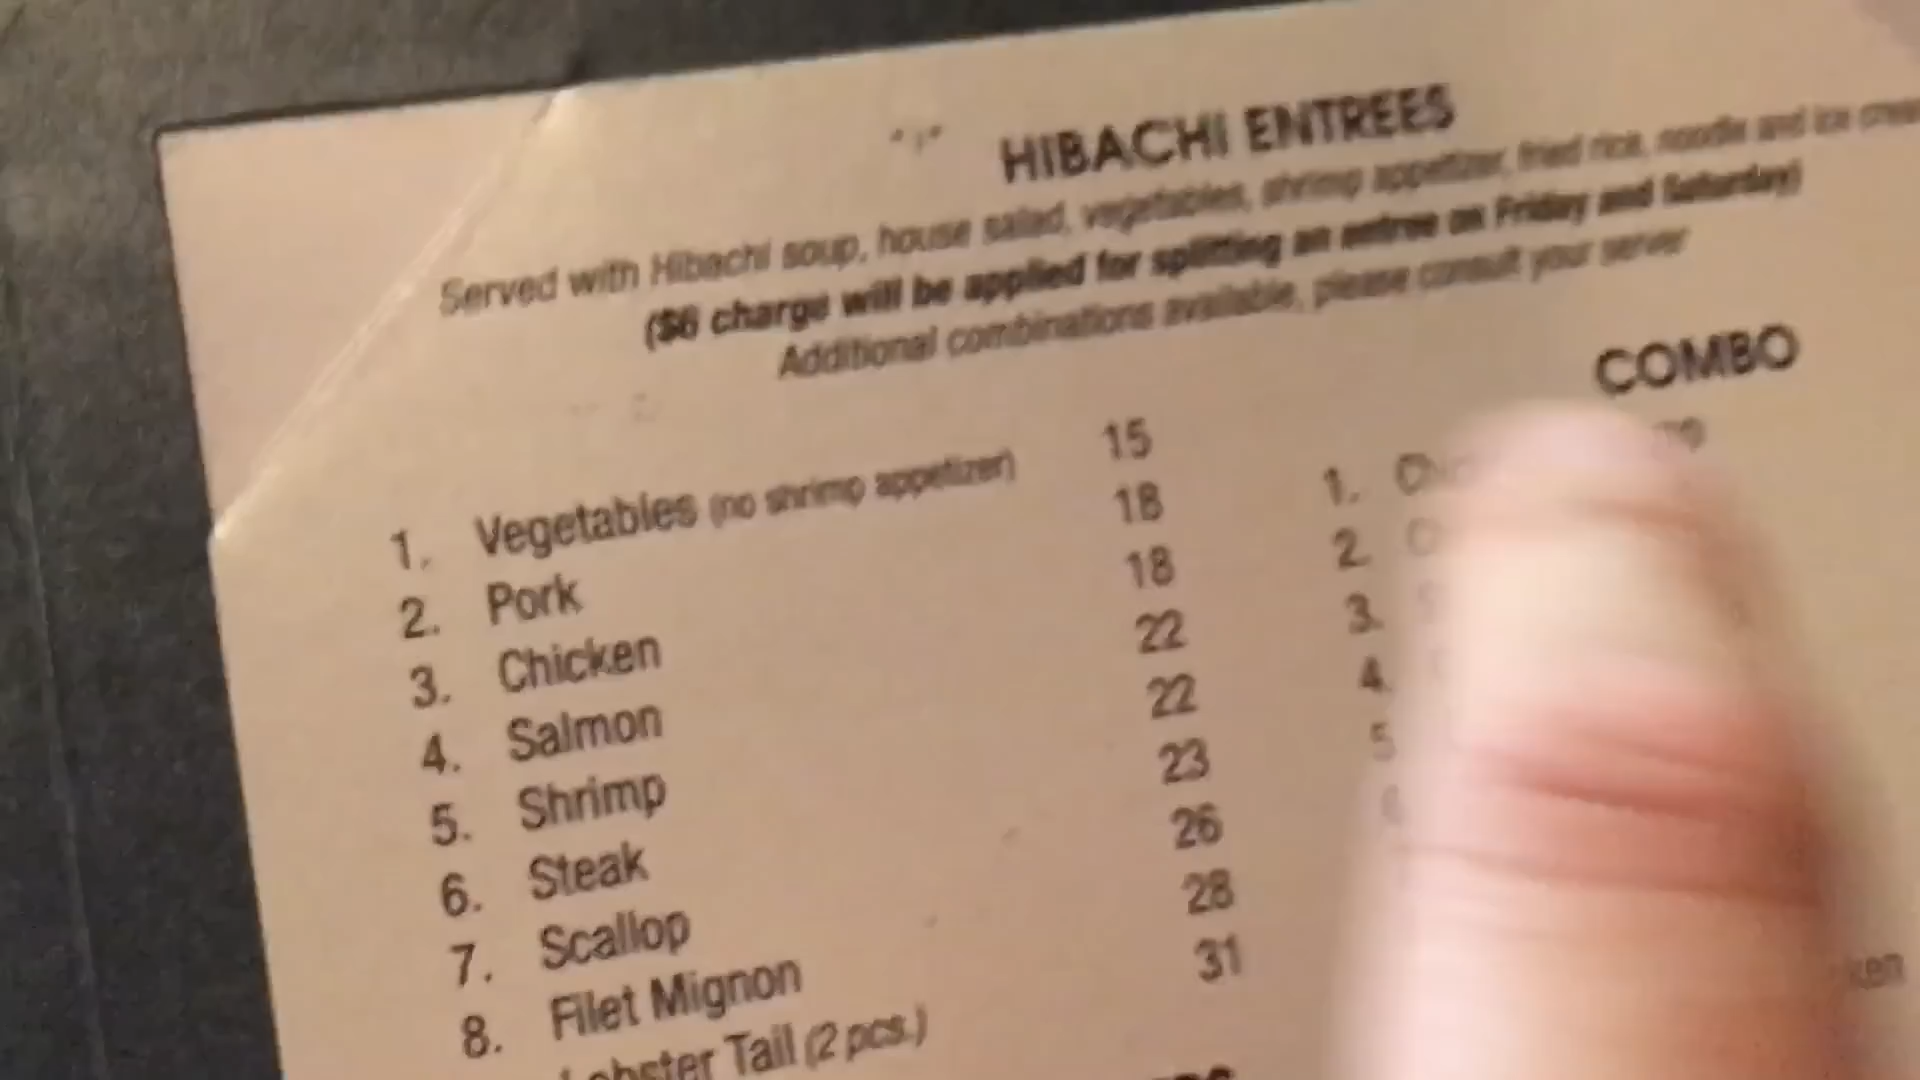 HIBACHI ENTREES
Served with Hibachi soup, house salad, vegetables, shrimp appetizer, fried rice, noodle and ice
($6 charge will be applied for splitting an entree on Friday and Saturday)
Additional combinations available, please consult your server
1. Vegetables (no shrimp appetizer) 15
2. Pork 18
3. Chicken 18
4. Salmon 22
5. Shrimp 22
6. Steak 23
7. Scallop 26
8. Filet Mignon 28
Tail (2 pcs.) 31
COMBO
1.
2.
3.
4.
5